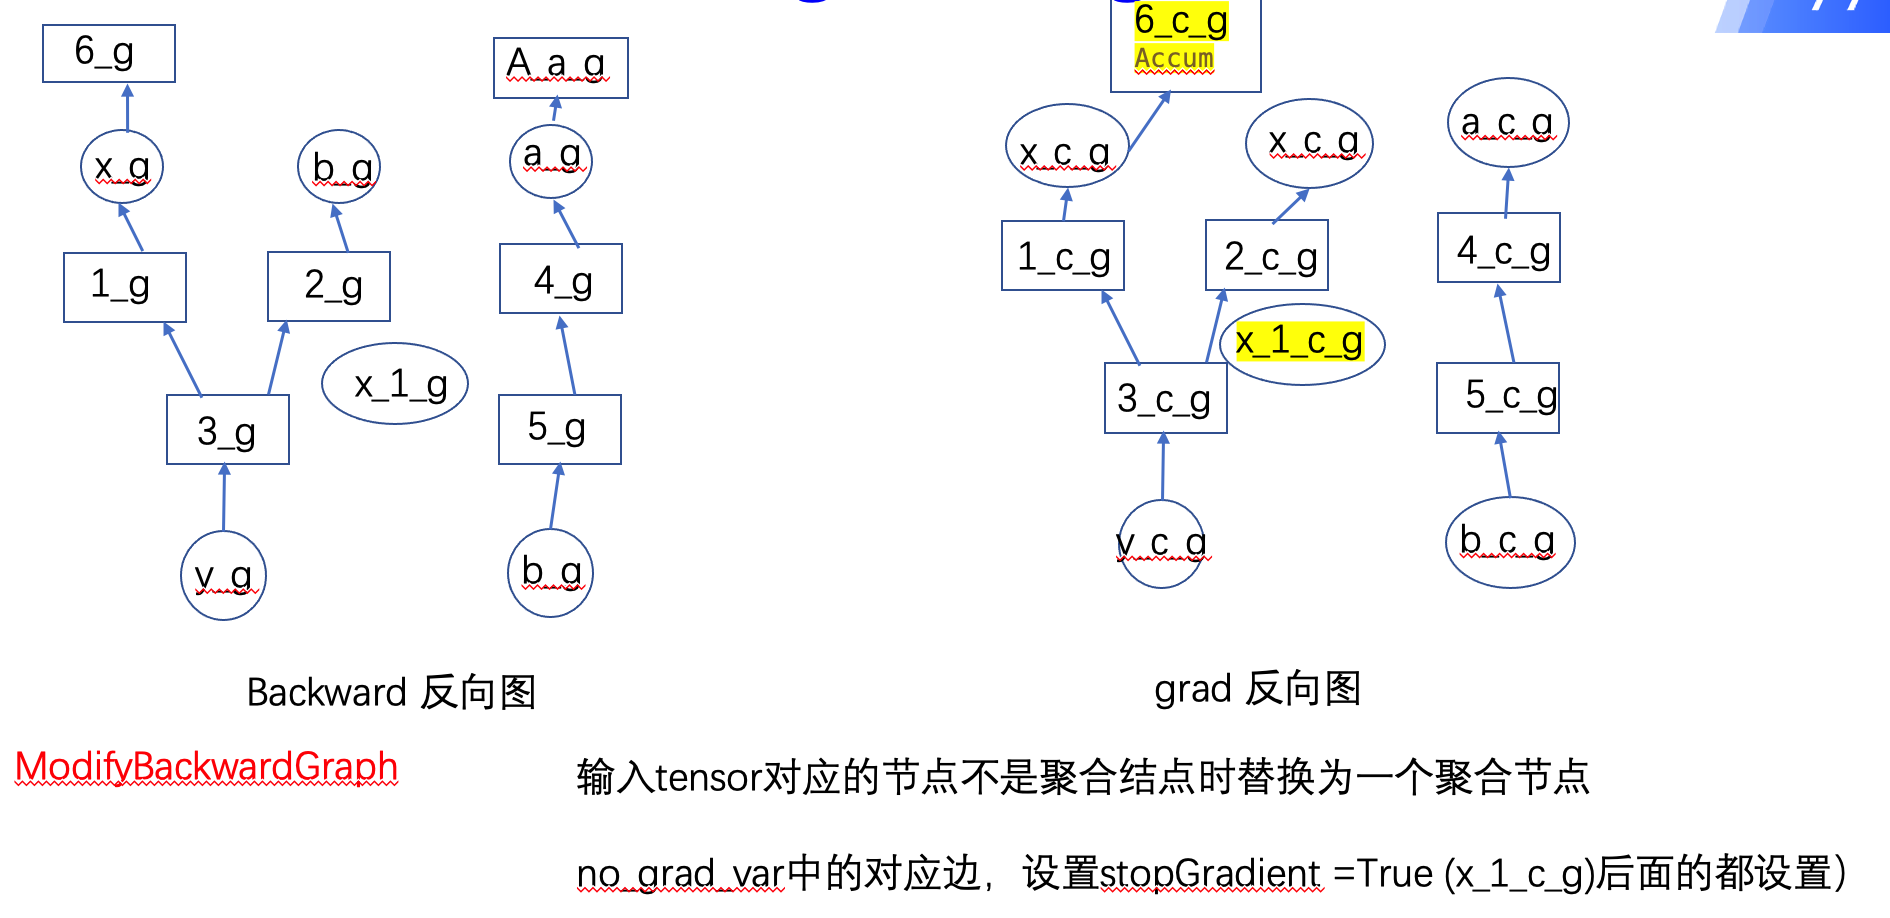 6_g
A_a_g
6_c_g
Accum
x_g
b_g
a_g
x_c_g
x_c_g
a_c_g
1_g
2_g
4_g
1_c_g
2_c_g
4_c_g
x_1_g
x_1_c_g
3_g
5_g
3_c_g
5_c_g
y_g
b_g
y_c_g
b_c_g
Backward 反向图
grad 反向图
ModifyBackwardGraph
输入tensor对应的节点不是聚合结点时替换为一个聚合节点
no_grad_var中的对应边，设置stopGradient =True (x_1_c_g)后面的都设置）